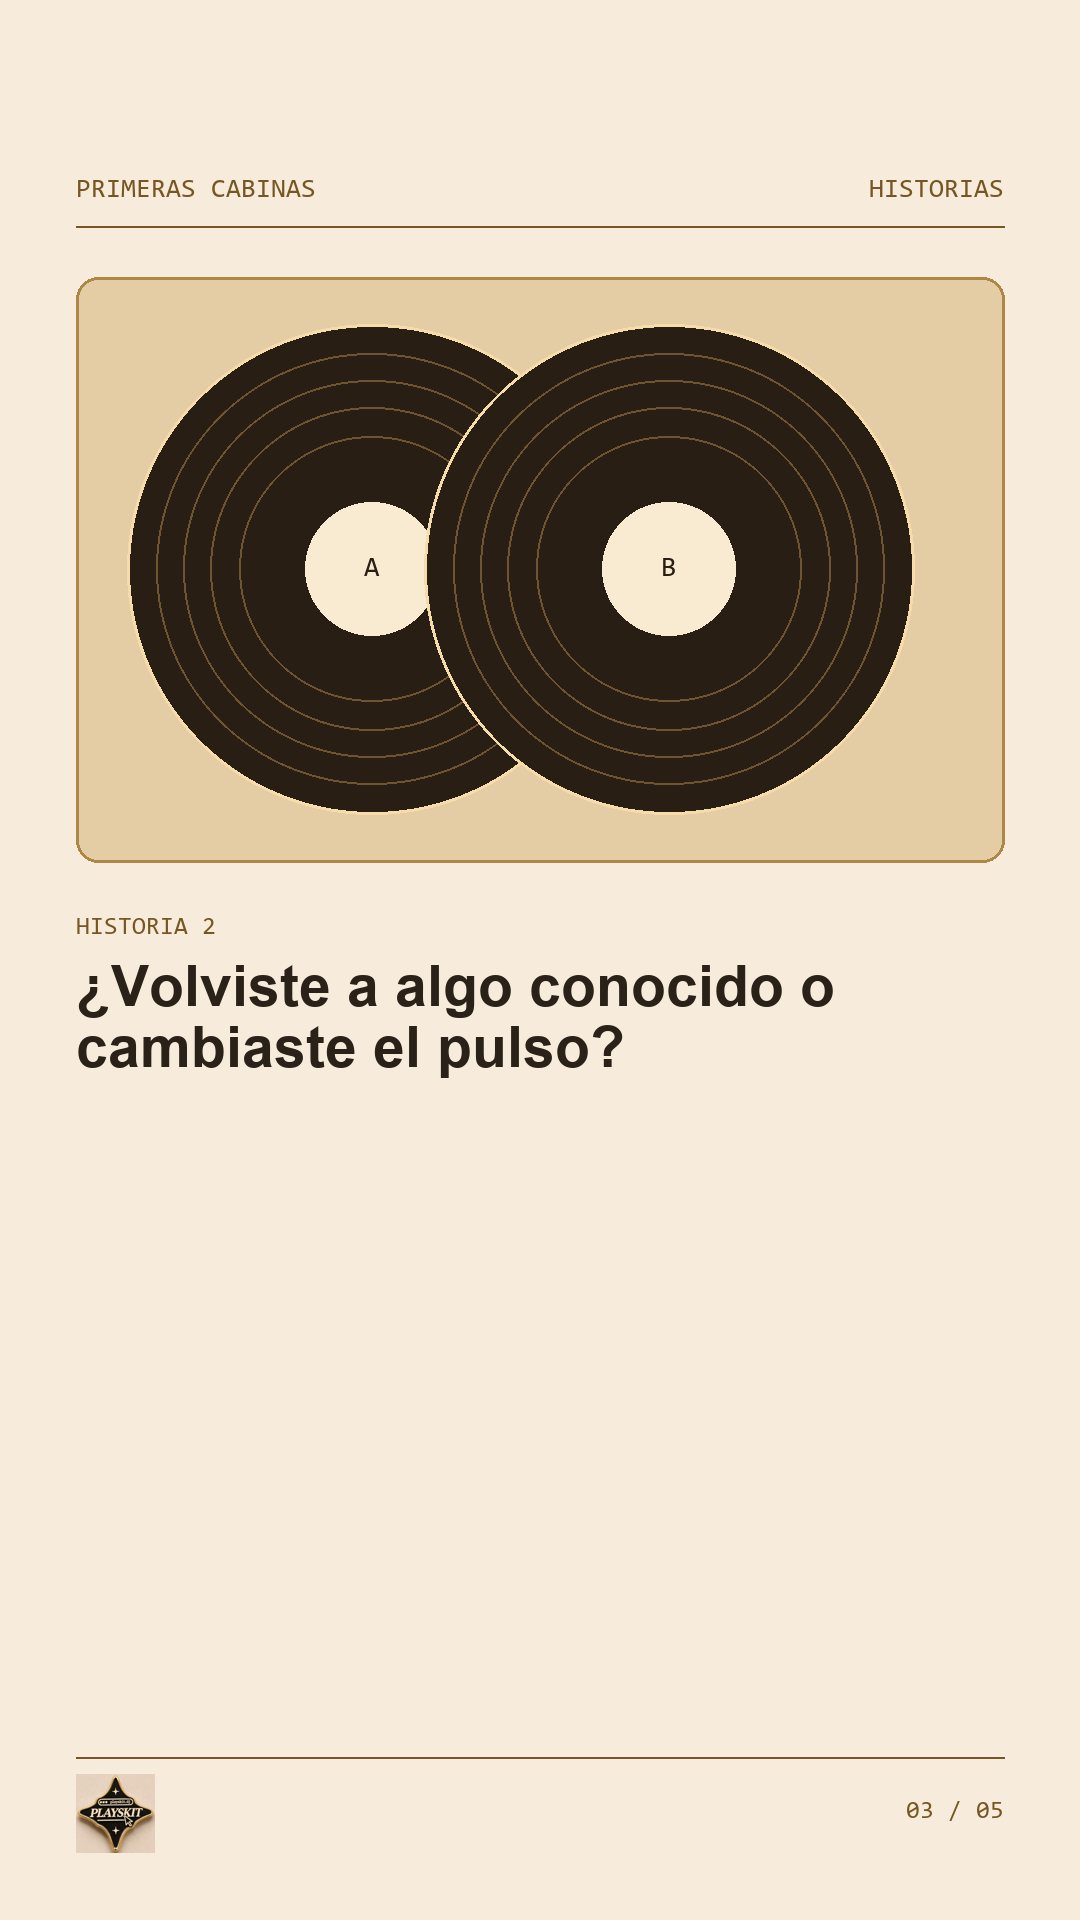 PRIMERAS CABINAS
HISTORIAS
A
B
HISTORIA 2
¿Volviste a algo conocido o
cambiaste el pulso?
PLAYSKIT
03 / 05